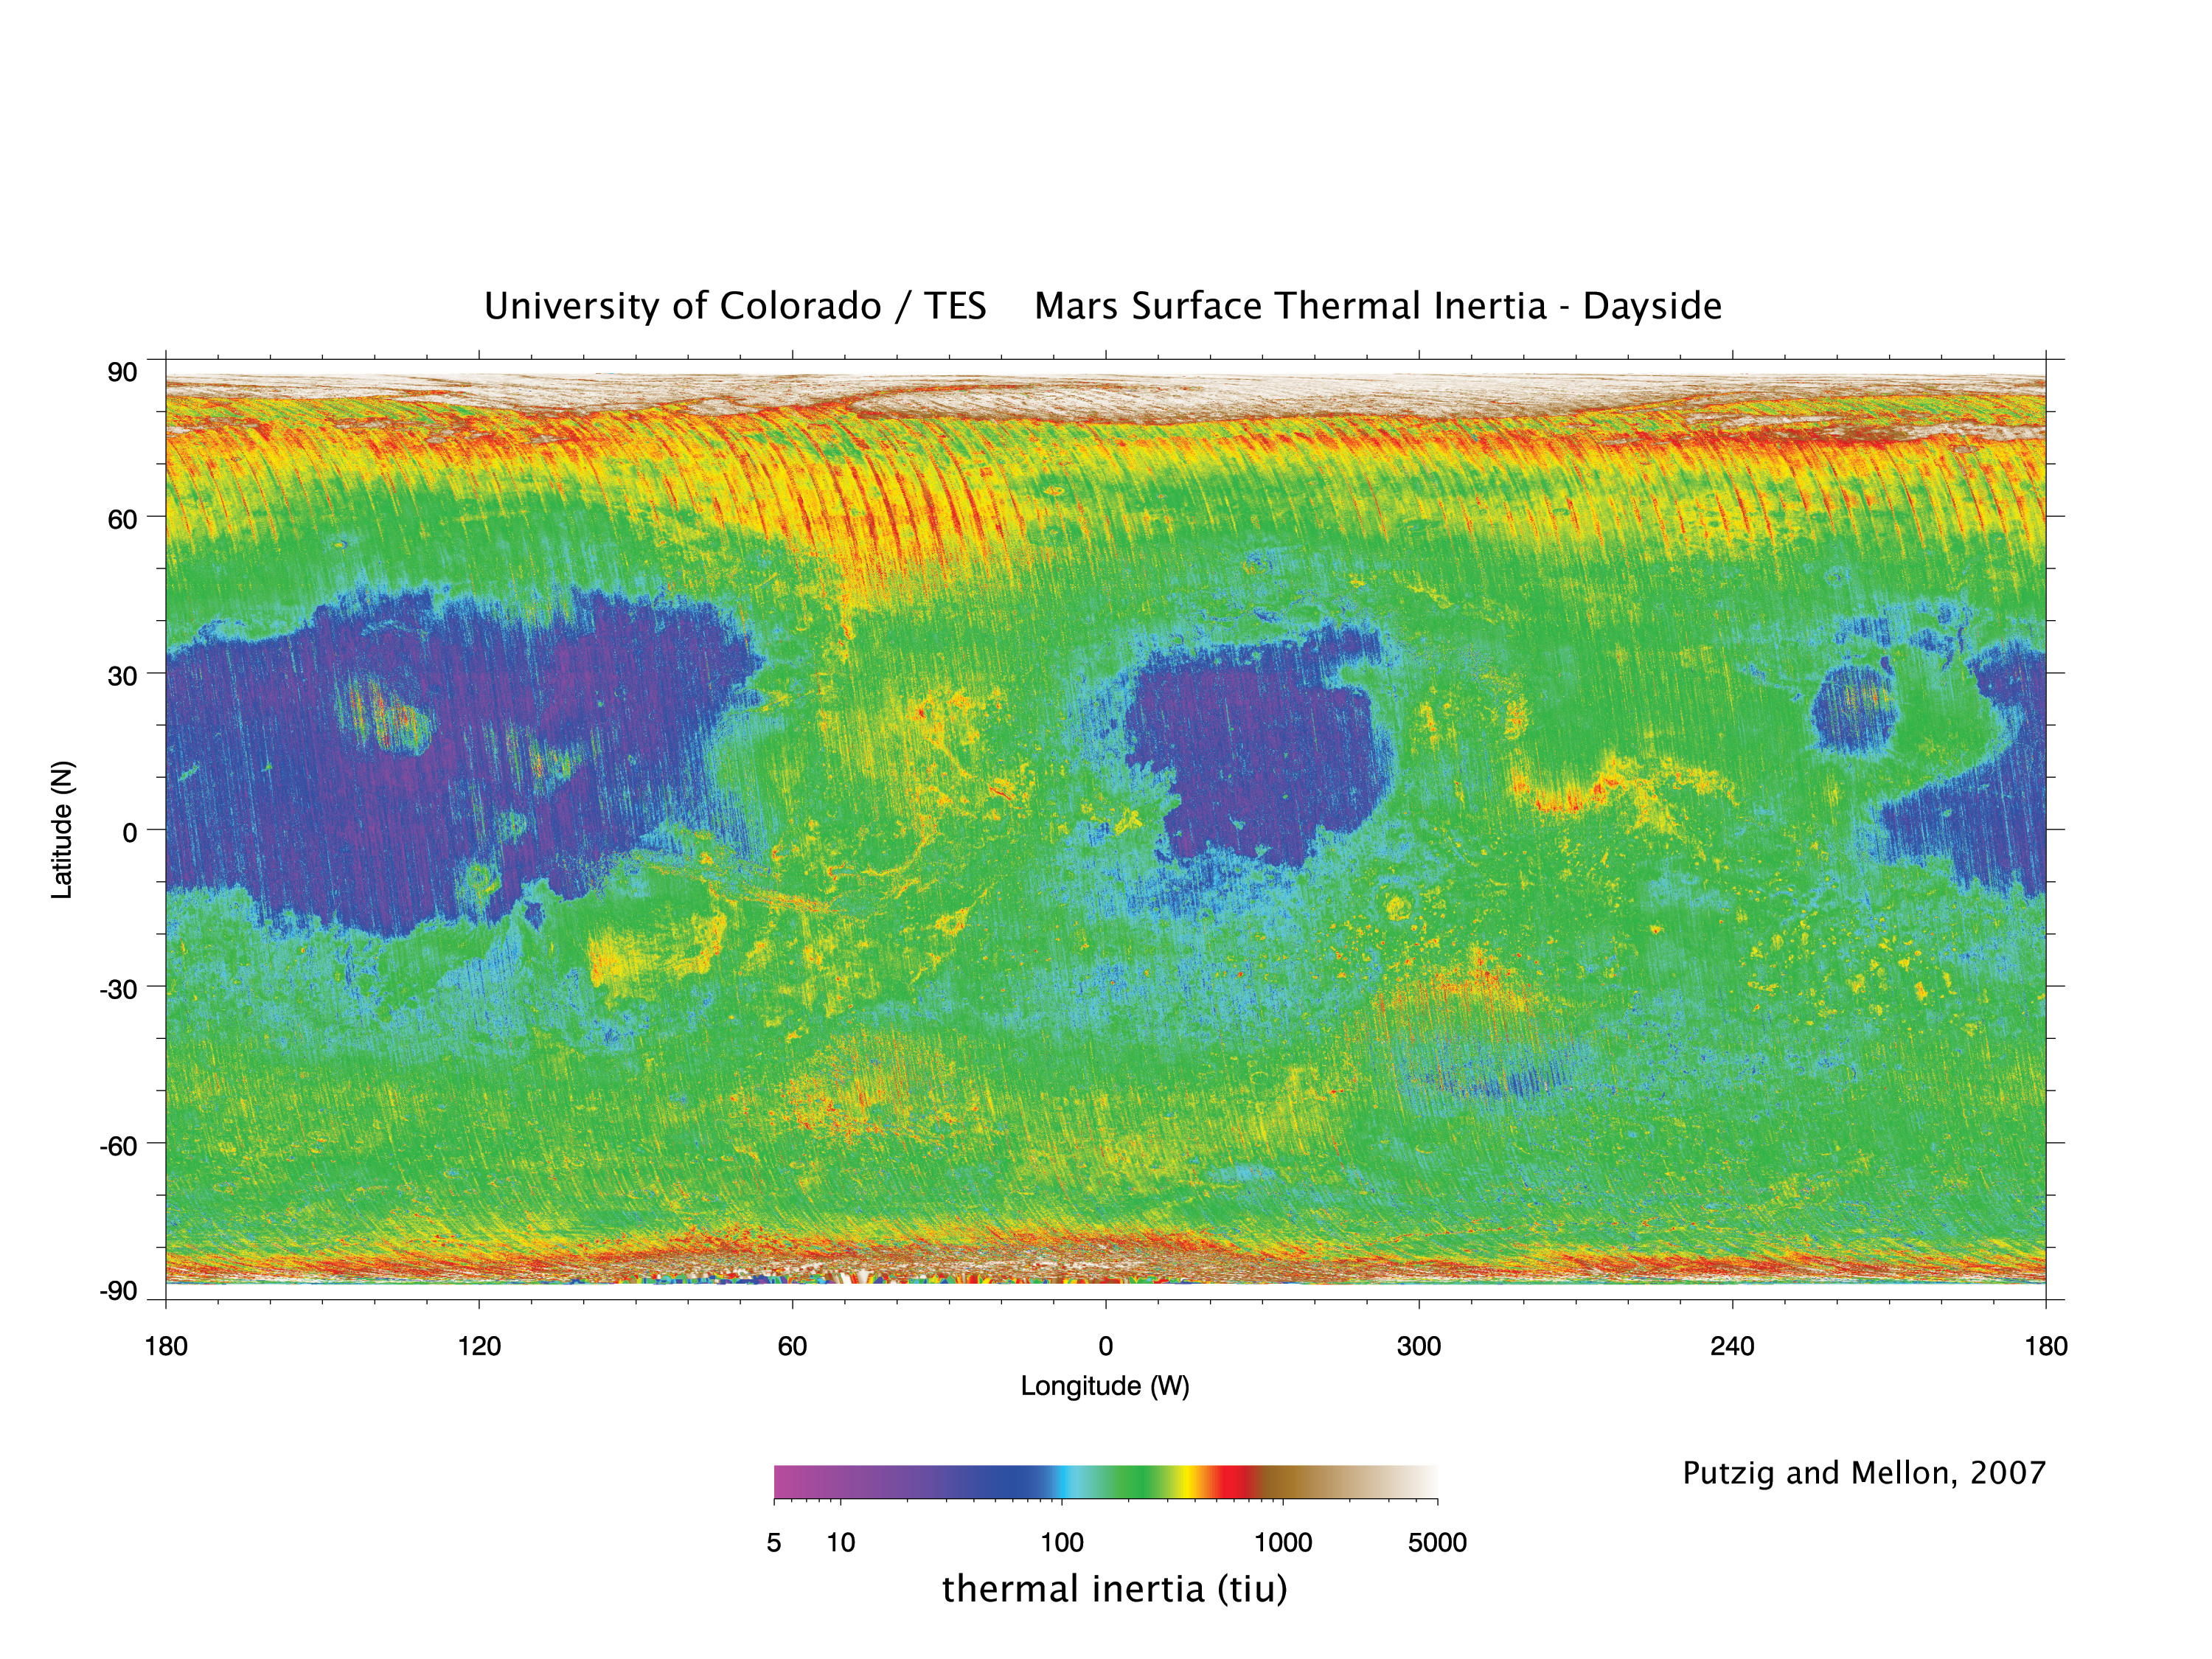 University of Colorado / TES    Mars Surface Thermal Inertia - Dayside
90
60
30
0
-30
-60
-90
Latitude (N)
180 120 60 0 300 240 180
Longitude (W)
Putzig and Mellon, 2007
5 10 100 1000 5000
thermal inertia (tiu)